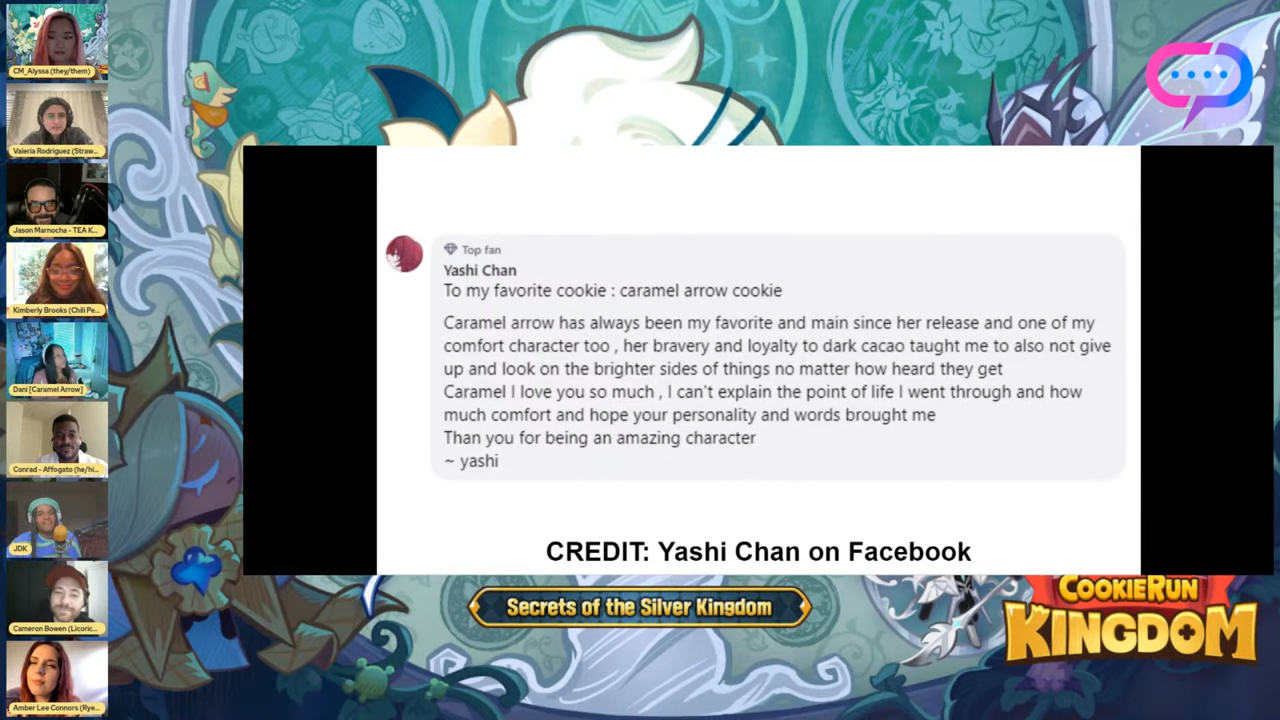 CM_Alyssa (they/them)
Valeria Rodriguez (Straw...
Jason Marnocha - TEA K...
Kimberly Brooks (Chili Pe...
Dani [Caramel Arrow]
Conrad - Affogato (he/hi...
JDK
Cameron Bowen (Licoric...
Amber Lee Connors (Rye...
Top fan
Yashi Chan
To my favorite cookie : caramel arrow cookie
Caramel arrow has always been my favorite and main since her release and one of my
comfort character too , her bravery and loyalty to dark cacao taught me to also not give
up and look on the brighter sides of things no matter how heard they get
Caramel I love you so much , I can't explain the point of life I went through and how
much comfort and hope your personality and words brought me
Than you for being an amazing character
~ yashi
CREDIT: Yashi Chan on Facebook
Secrets of the Silver Kingdom
COOKIERUN
KINGDOM